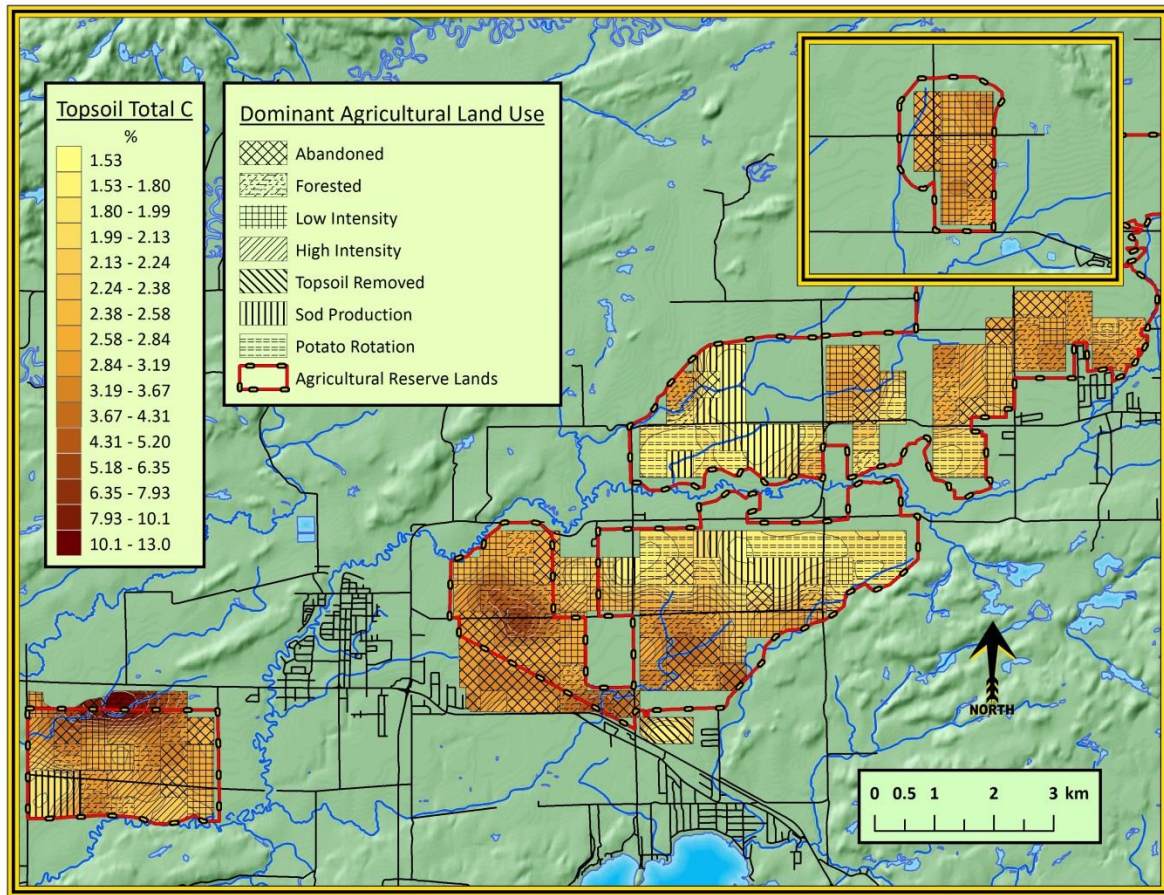 Topsoil Total C
%
1.53
1.53 - 1.80
1.80 - 1.99
1.99 - 2.13
2.13 - 2.24
2.24 - 2.38
2.38 - 2.58
2.58 - 2.84
2.84 - 3.19
3.19 - 3.67
3.67 - 4.31
4.31 - 5.20
5.18 - 6.35
6.35 - 7.93
7.93 - 10.1
10.1 - 13.0
Dominant Agricultural Land Use
Abandoned
Forested
Low Intensity
High Intensity
Topsoil Removed
Sod Production
Potato Rotation
Agricultural Reserve Lands
NORTH
0 0.5 1 2 3 km